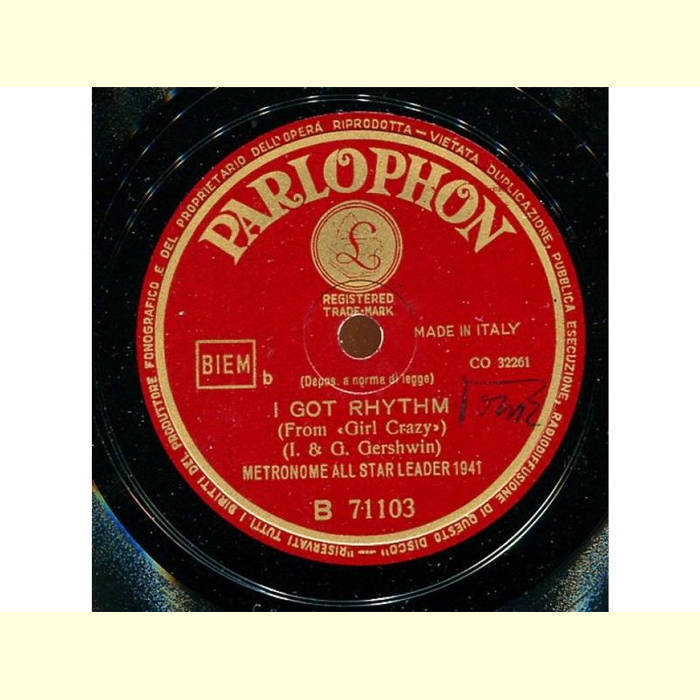 "RISERVATI TUTTI I DIRITTI DEL PRODUTTORE FONOGRAFICO E DEL PROPRIETARIO DELL'OPERA RIPRODOTTA - VIETATA DUPLICAZIONE, PUBBLICA ESECUZIONE, RADIODIFFUSIONE DI QUESTO DISCO" -
PARLOPHON
£
REGISTERED
TRADE-MARK
MADE IN ITALY
BIEM b
CO 32261
(Depos. a norma di legge)
I GOT RHYTHM
(From «Girl Crazy»)
(I. & G. Gershwin)
METRONOME ALL STAR LEADER 1941
B 71103